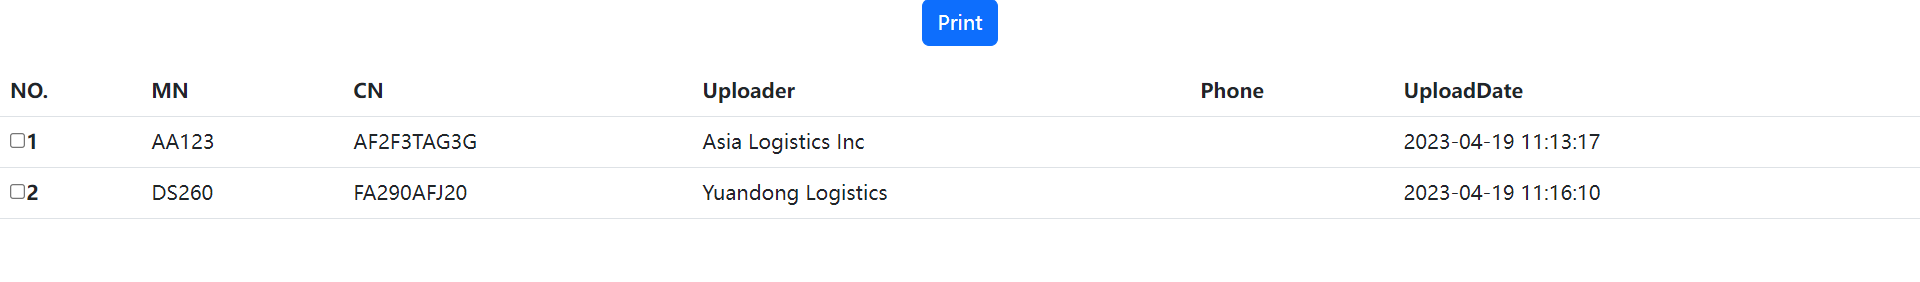 Print
NO. MN CN Uploader Phone UploadDate
1 AA123 AF2F3TAG3G Asia Logistics Inc 2023-04-19 11:13:17
2 DS260 FA290AFJ20 Yuandong Logistics 2023-04-19 11:16:10